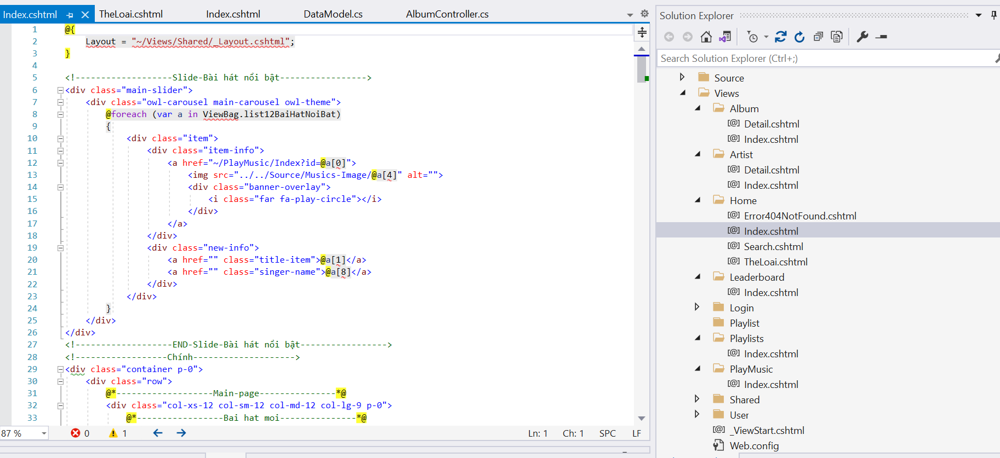 Index.cshtml TheLoai.cshtml Index.cshtml DataModel.cs AlbumController.cs
1 @{
2 Layout = "~/Views/Shared/_Layout.cshtml";
3 }
4
5 <!-------------------Slide-Bài hát nổi bật----------------->
6 <div class="main-slider">
7 <div class="owl-carousel main-carousel owl-theme">
8 @foreach (var a in ViewBag.list12BaiHatNoiBat)
9 {
10 <div class="item">
11 <div class="item-info">
12 <a href="~/PlayMusic/Index?id=@a[0]">
13 <img src="../../Source/Musics-Image/@a[4]" alt="">
14 <div class="banner-overlay">
15 <i class="far fa-play-circle"></i>
16 </div>
17 </a>
18 </div>
19 <div class="new-info">
20 <a href="" class="title-item">@a[1]</a>
21 <a href="" class="singer-name">@a[8]</a>
22 </div>
23 </div>
24 }
25 </div>
26 </div>
27 <!-------------------END-Slide-Bài hát nổi bật----------------->
28 <!------------------Chính-------------------->
29 <div class="container p-0">
30 <div class="row">
31 @*-------------------Main-page---------------*@
32 <div class="col-xs-12 col-sm-12 col-md-12 col-lg-9 p-0">
33 @*-----------------Bai hat moi---------------*@
87 % 0 1 Ln: 1 Ch: 1 SPC LF
Solution Explorer
Search Solution Explorer (Ctrl+;)
Source
Views
Album
Detail.cshtml
Index.cshtml
Artist
Detail.cshtml
Index.cshtml
Home
Error404NotFound.cshtml
Index.cshtml
Search.cshtml
TheLoai.cshtml
Leaderboard
Index.cshtml
Login
Playlist
Playlists
Index.cshtml
PlayMusic
Index.cshtml
Shared
User
_ViewStart.cshtml
Web.config